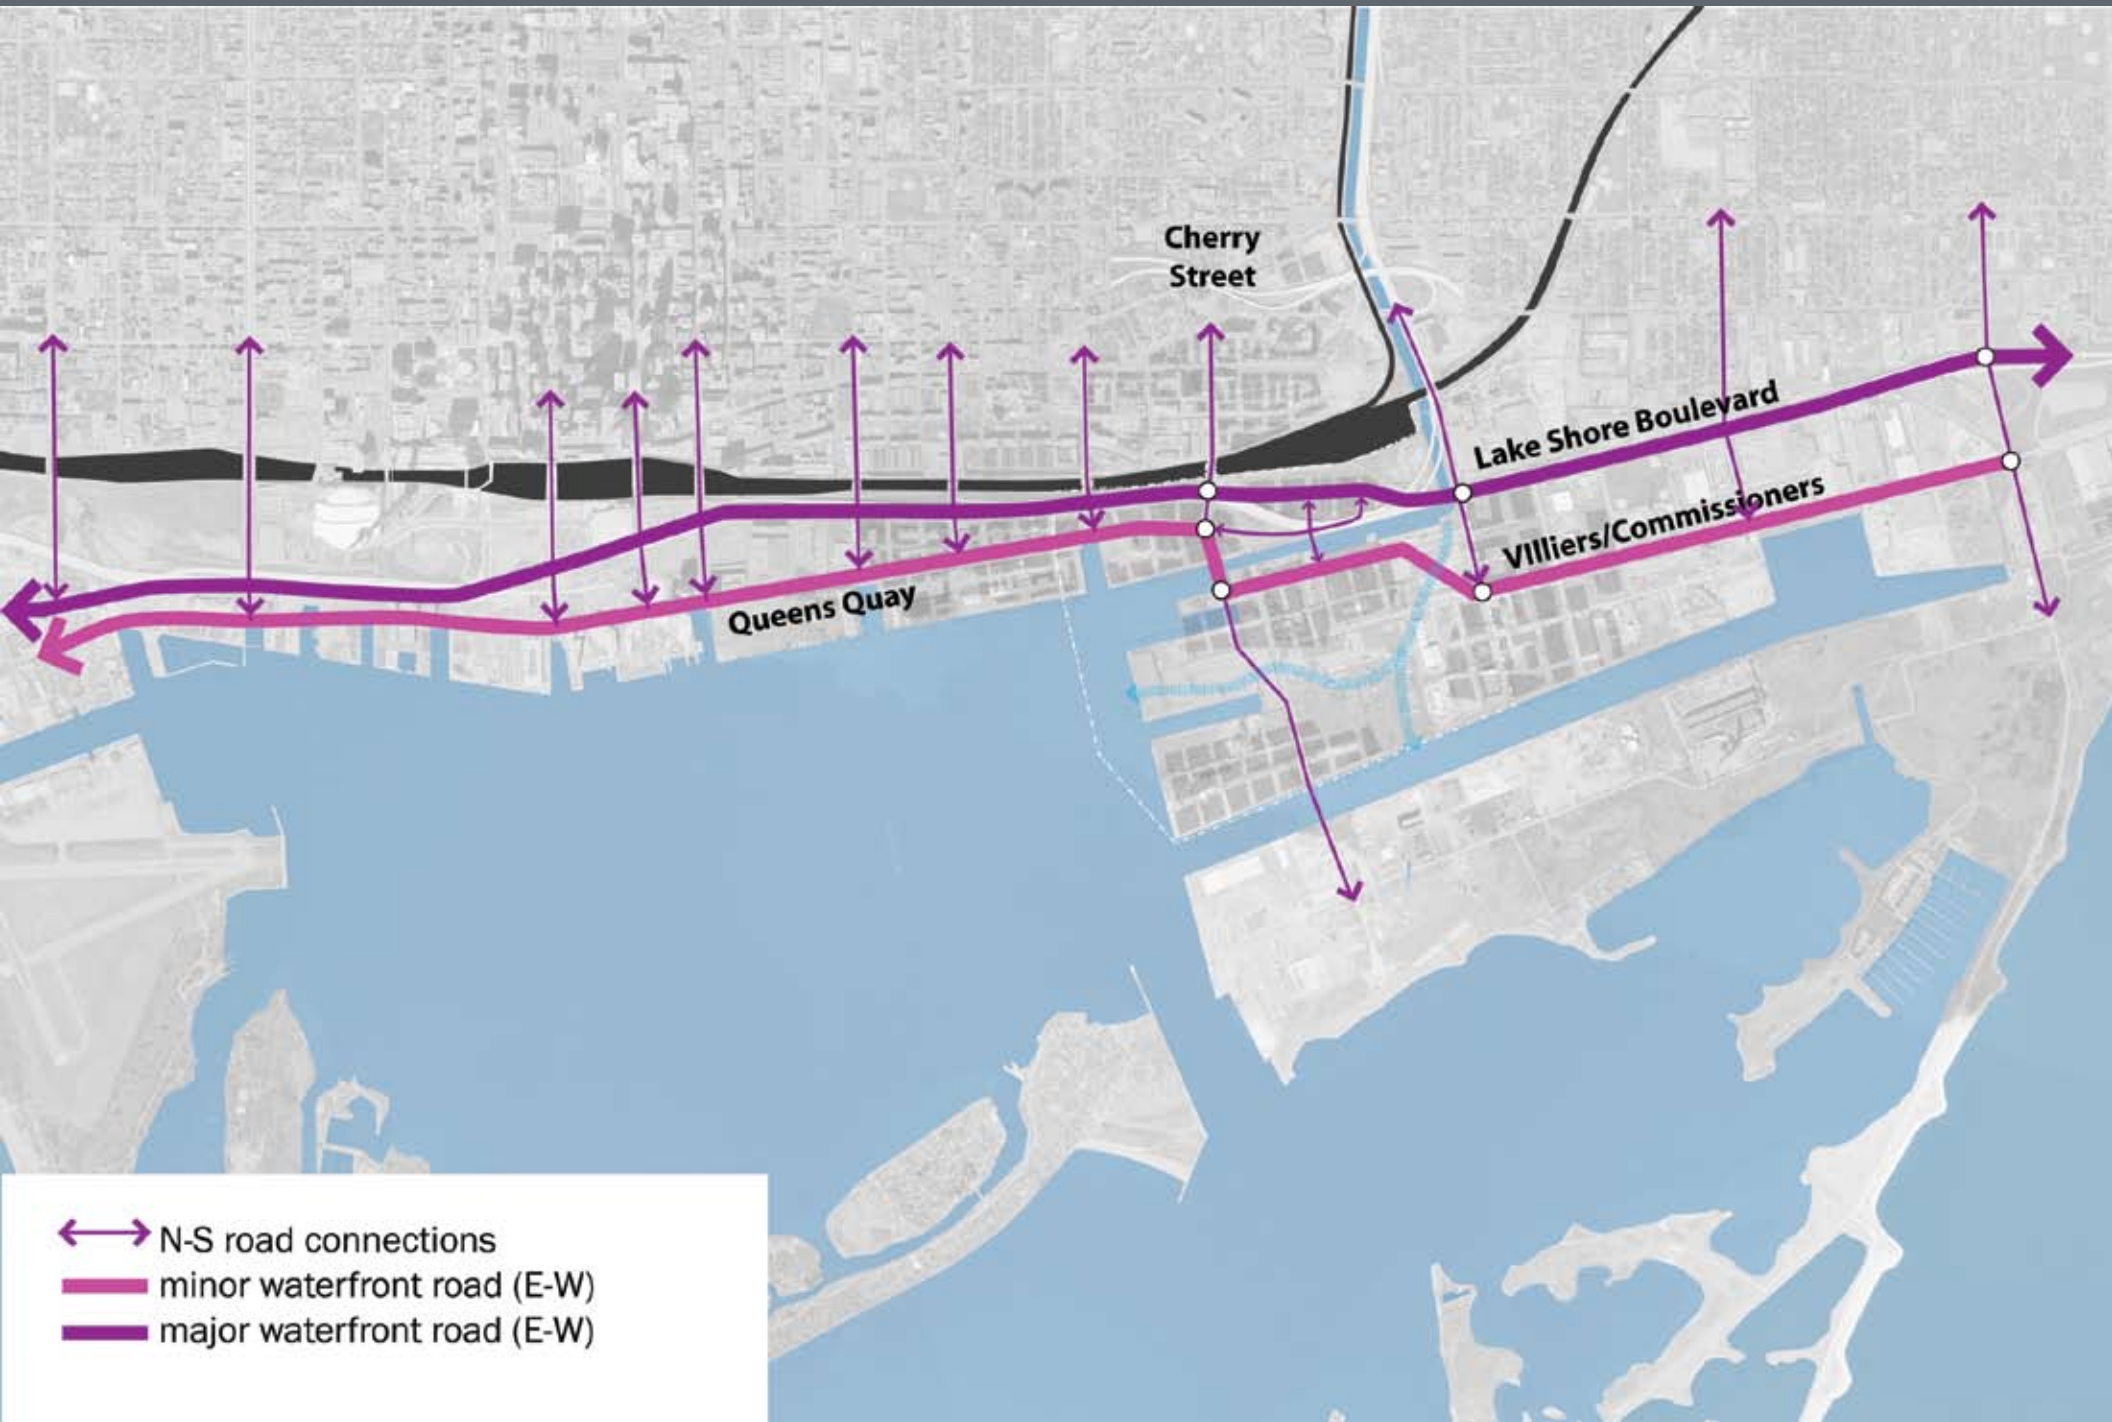 Cherry
Street
Lake Shore Boulevard
VIlliers/Commissioners
Queens Quay
N-S road connections
minor waterfront road (E-W)
major waterfront road (E-W)